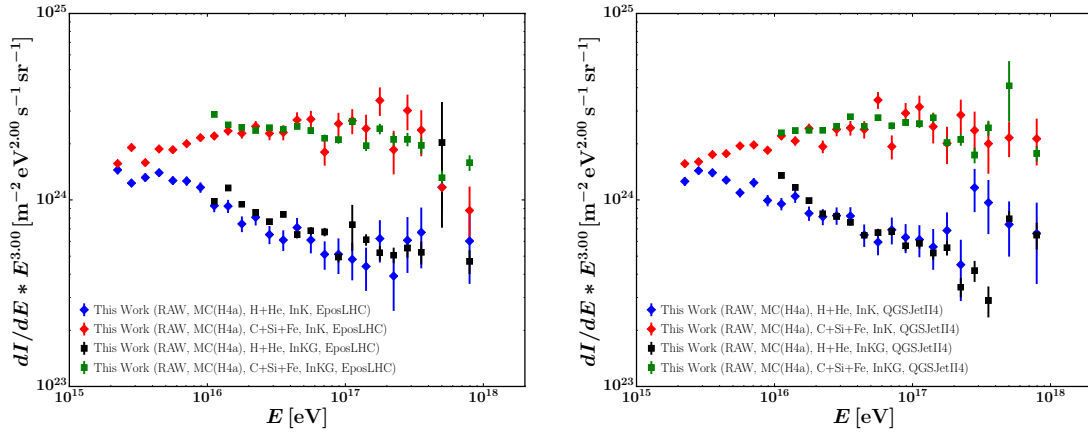 10^25
10^24
10^23
dI/dE * E^3.00 [m^−2 eV^2.00 s^−1 sr^−1]
This Work (RAW, MC(H4a), H+He, InK, EposLHC)
This Work (RAW, MC(H4a), C+Si+Fe, InK, EposLHC)
This Work (RAW, MC(H4a), H+He, InKG, EposLHC)
This Work (RAW, MC(H4a), C+Si+Fe, InKG, EposLHC)
10^15 10^16 10^17 10^18
E [eV]
10^25
10^24
10^23
dI/dE * E^3.00 [m^−2 eV^2.00 s^−1 sr^−1]
This Work (RAW, MC(H4a), H+He, InK, QGSJetII4)
This Work (RAW, MC(H4a), C+Si+Fe, InK, QGSJetII4)
This Work (RAW, MC(H4a), H+He, InKG, QGSJetII4)
This Work (RAW, MC(H4a), C+Si+Fe, InKG, QGSJetII4)
10^15 10^16 10^17 10^18
E [eV]